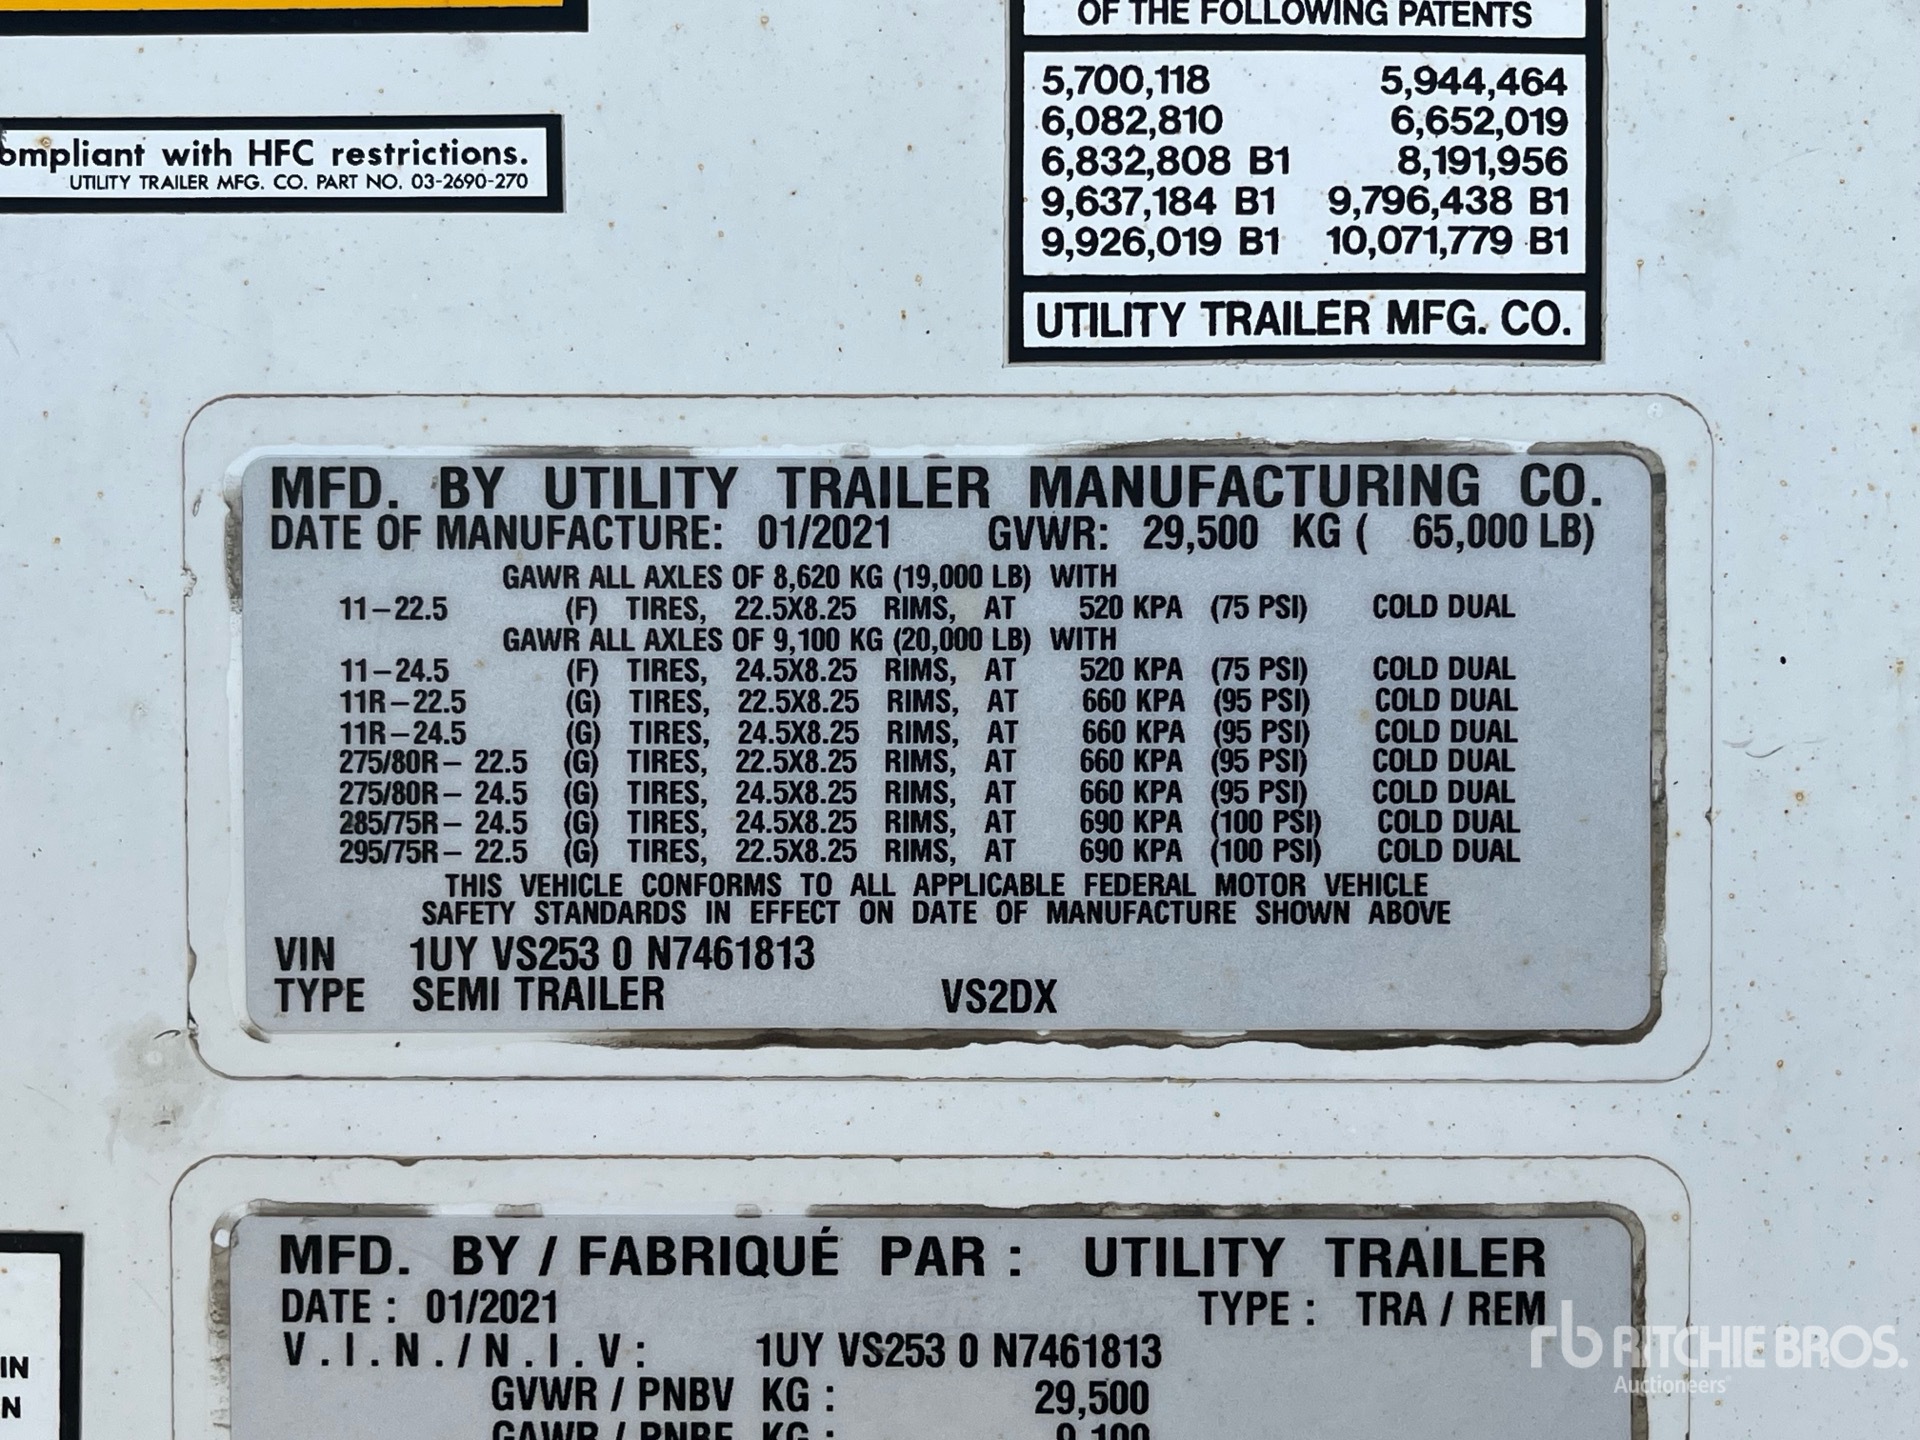 OF THE FOLLOWING PATENTS
5,700,118 5,944,464
6,082,810 6,652,019
6,832,808 B1 8,191,956
9,637,184 B1 9,796,438 B1
9,926,019 B1 10,071,779 B1
UTILITY TRAILER MFG. CO.
ompliant with HFC restrictions.
UTILITY TRAILER MFG. CO. PART NO. 03-2690-270
MFD. BY UTILITY TRAILER MANUFACTURING CO.
DATE OF MANUFACTURE: 01/2021 GVWR: 29,500 KG ( 65,000 LB)
GAWR ALL AXLES OF 8,620 KG (19,000 LB) WITH
11-22.5 (F) TIRES, 22.5X8.25 RIMS, AT 520 KPA (75 PSI) COLD DUAL
GAWR ALL AXLES OF 9,100 KG (20,000 LB) WITH
11-24.5 (F) TIRES, 24.5X8.25 RIMS, AT 520 KPA (75 PSI) COLD DUAL
11R-22.5 (G) TIRES, 22.5X8.25 RIMS, AT 660 KPA (95 PSI) COLD DUAL
11R-24.5 (G) TIRES, 24.5X8.25 RIMS, AT 660 KPA (95 PSI) COLD DUAL
275/80R- 22.5 (G) TIRES, 22.5X8.25 RIMS, AT 660 KPA (95 PSI) COLD DUAL
275/80R- 24.5 (G) TIRES, 24.5X8.25 RIMS, AT 660 KPA (95 PSI) COLD DUAL
285/75R- 24.5 (G) TIRES, 24.5X8.25 RIMS, AT 690 KPA (100 PSI) COLD DUAL
295/75R- 22.5 (G) TIRES, 22.5X8.25 RIMS, AT 690 KPA (100 PSI) COLD DUAL
THIS VEHICLE CONFORMS TO ALL APPLICABLE FEDERAL MOTOR VEHICLE
SAFETY STANDARDS IN EFFECT ON DATE OF MANUFACTURE SHOWN ABOVE
VIN 1UY VS253 0 N7461813
TYPE SEMI TRAILER VS2DX
MFD. BY / FABRIQUÉ PAR : UTILITY TRAILER
DATE : 01/2021 TYPE : TRA / REM
V.I.N./N.I.V: 1UY VS253 0 N7461813
GVWR / PNBV KG : 29,500
GAWR / PNBE KG : 9,100
IN
N
rb RITCHIE BROS.
Auctioneers